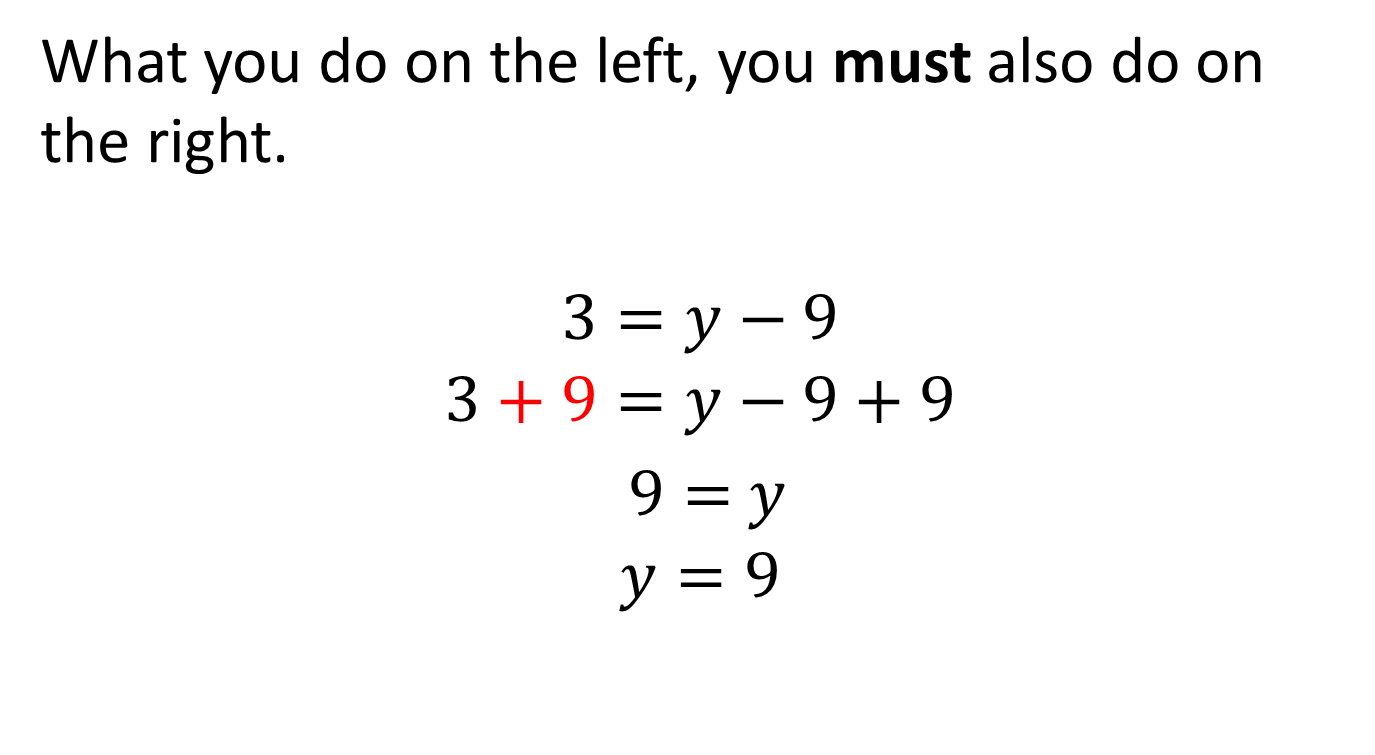 What you do on the left, you must also do on
the right.
3 = y − 9
3 + 9 = y − 9 + 9
9 = y
y = 9